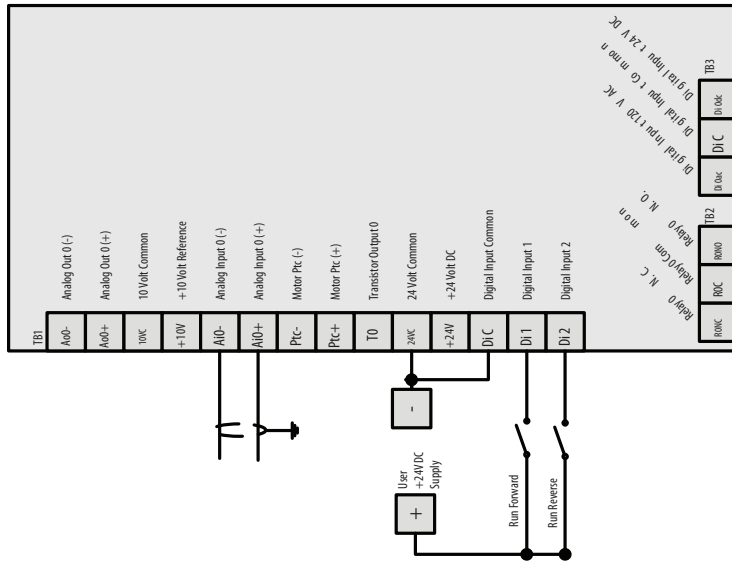 TB1
Analog Out 0 (-)
Analog Out 0 (+)
10 Volt Common
+10 Volt Reference
Analog Input 0 (-)
Analog Input 0 (+)
Motor Ptc (-)
Motor Ptc (+)
Transistor Output 0
24 Volt Common
+24 Volt DC
Digital Input Common
Digital Input 1
Digital Input 2
Ao0-
Ao0+
10VC
+10V
Ai0-
Ai0+
Ptc-
Ptc+
T0
24VC
+24V
Di C
Di 1
Di 2
Digital Input 24 V DC
Digital Input Common
Digital Input 120 V AC
TB3
Di 0dc
Di C
Di 0ac
Relay 0 N. O.
Relay 0 Com mon
Relay 0 N. C
TB2
R0NO
R0C
R0NC
-
User
+24V DC
Supply
+
Run Forward
Run Reverse